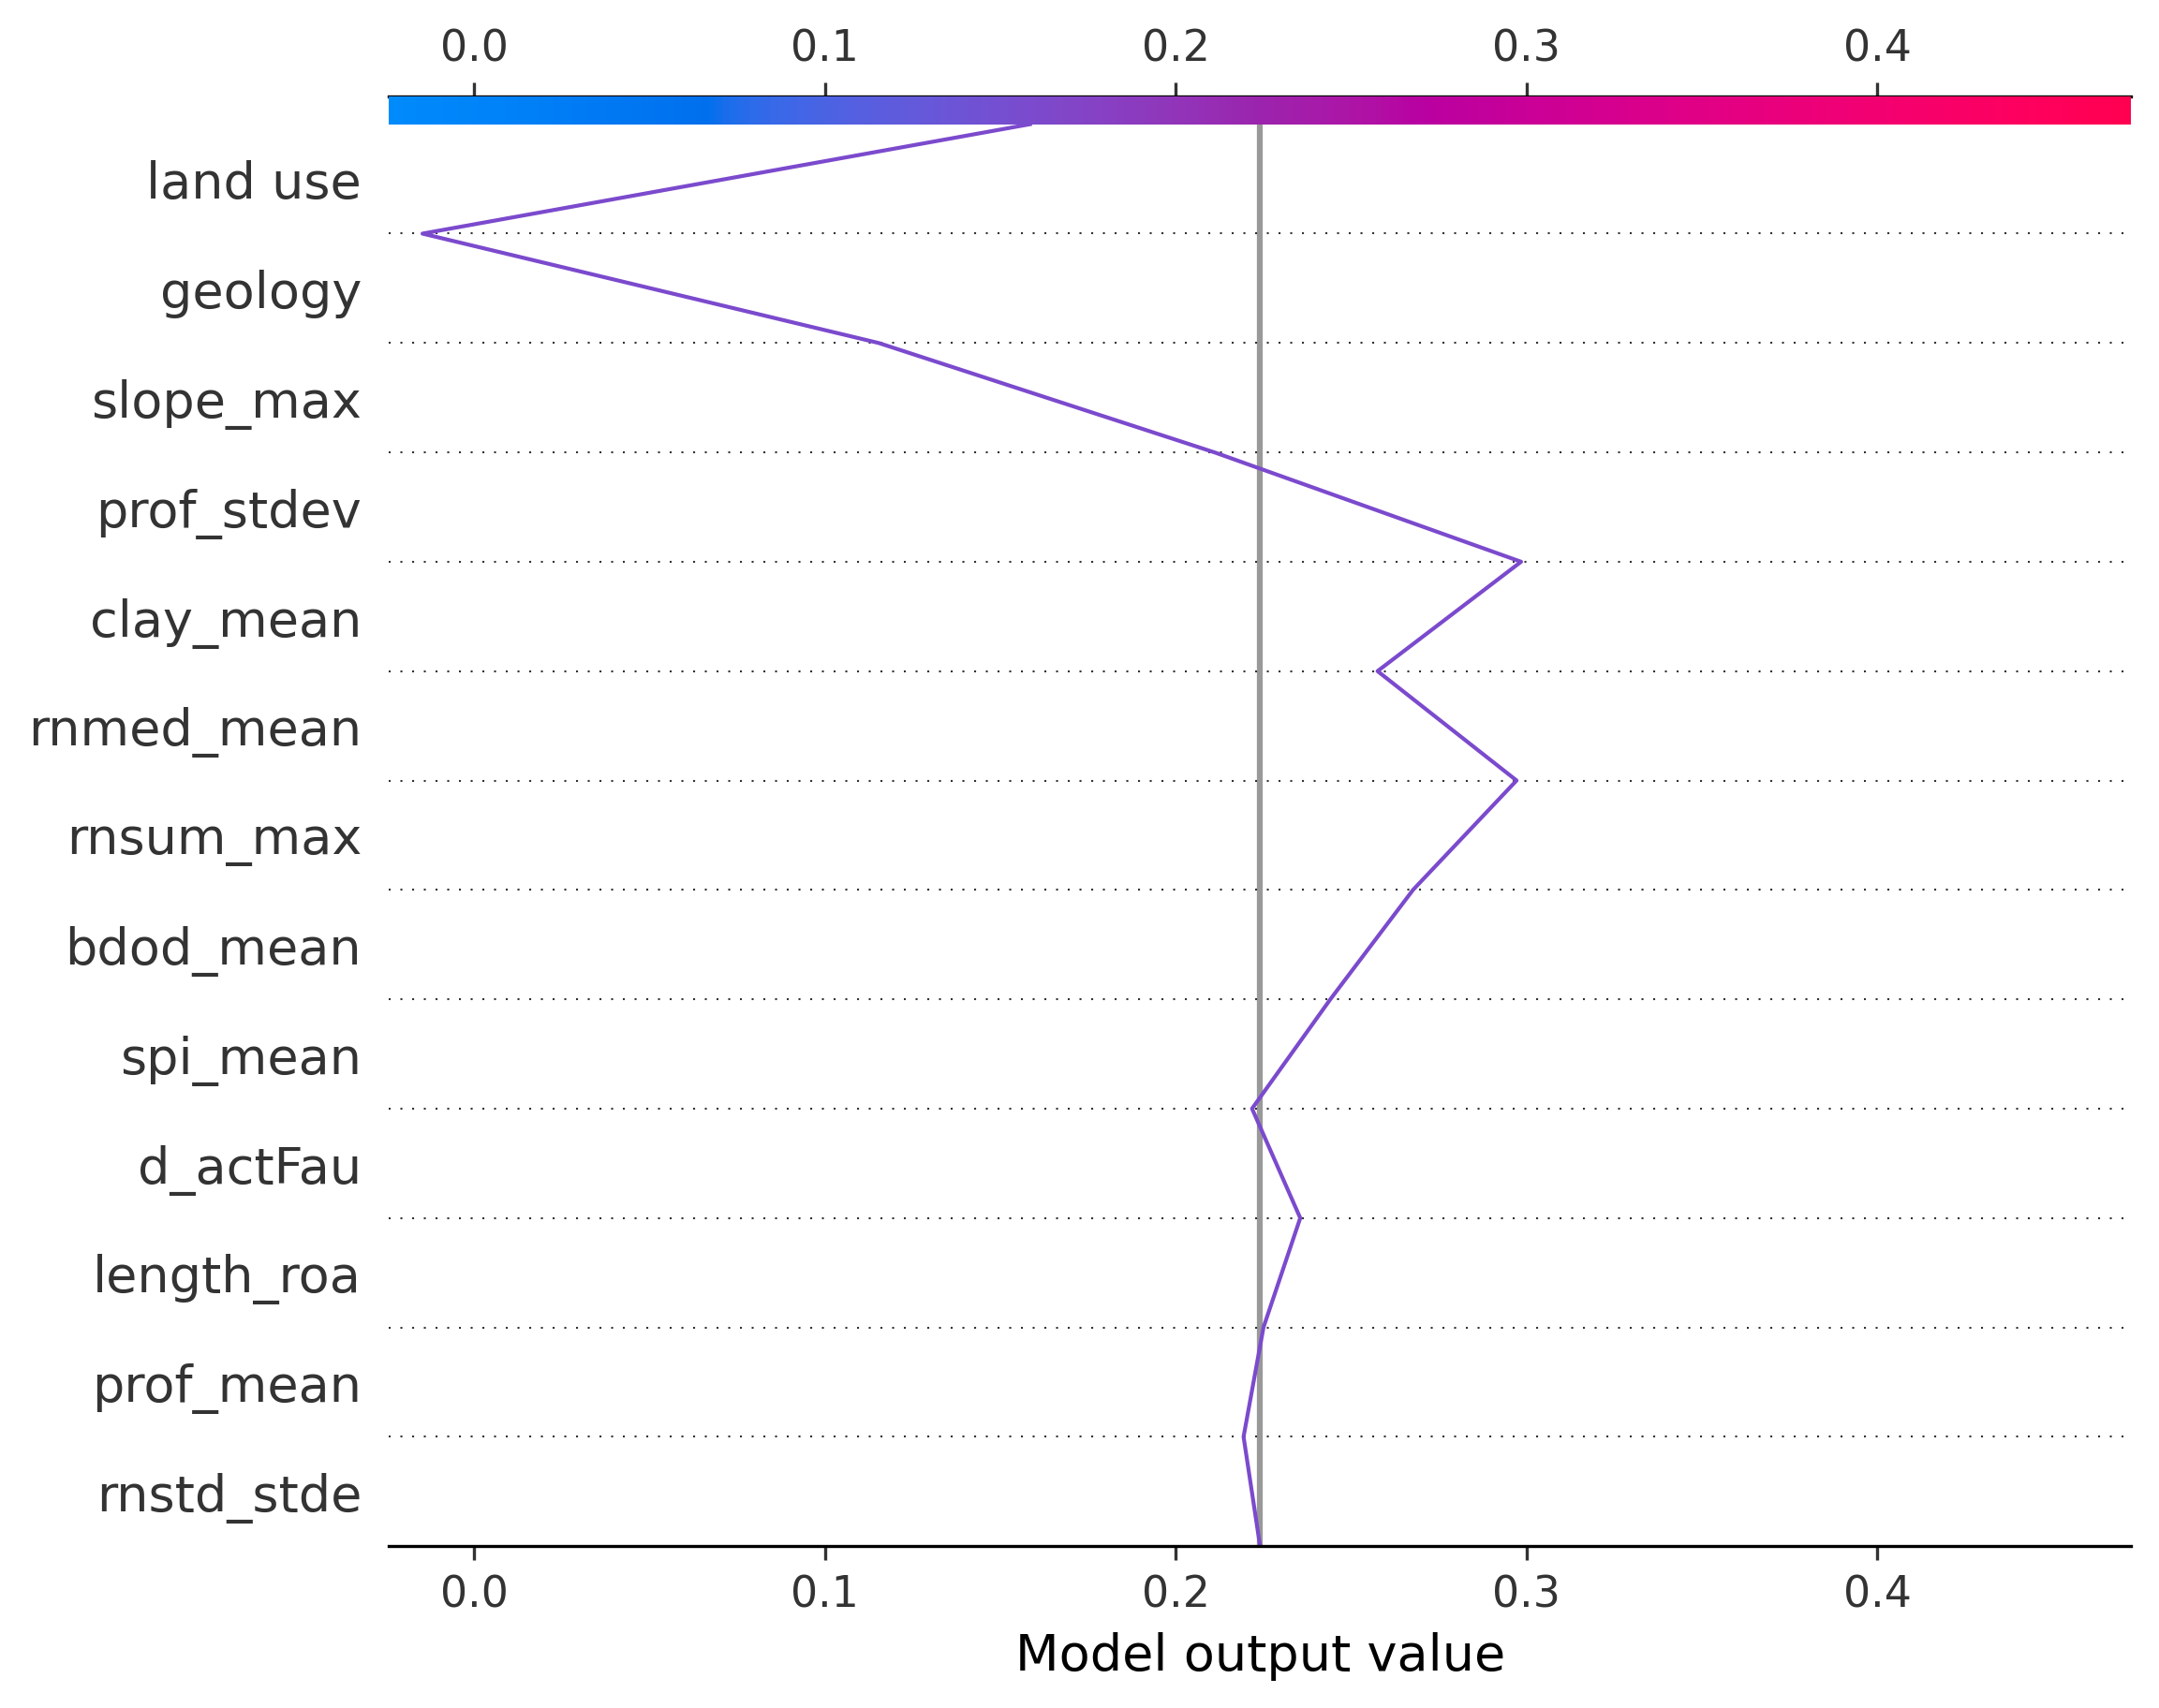 0.0 0.1 0.2 0.3 0.4
land use
geology
slope_max
prof_stdev
clay_mean
rnmed_mean
rnsum_max
bdod_mean
spi_mean
d_actFau
length_roa
prof_mean
rnstd_stde
0.0 0.1 0.2 0.3 0.4
Model output value